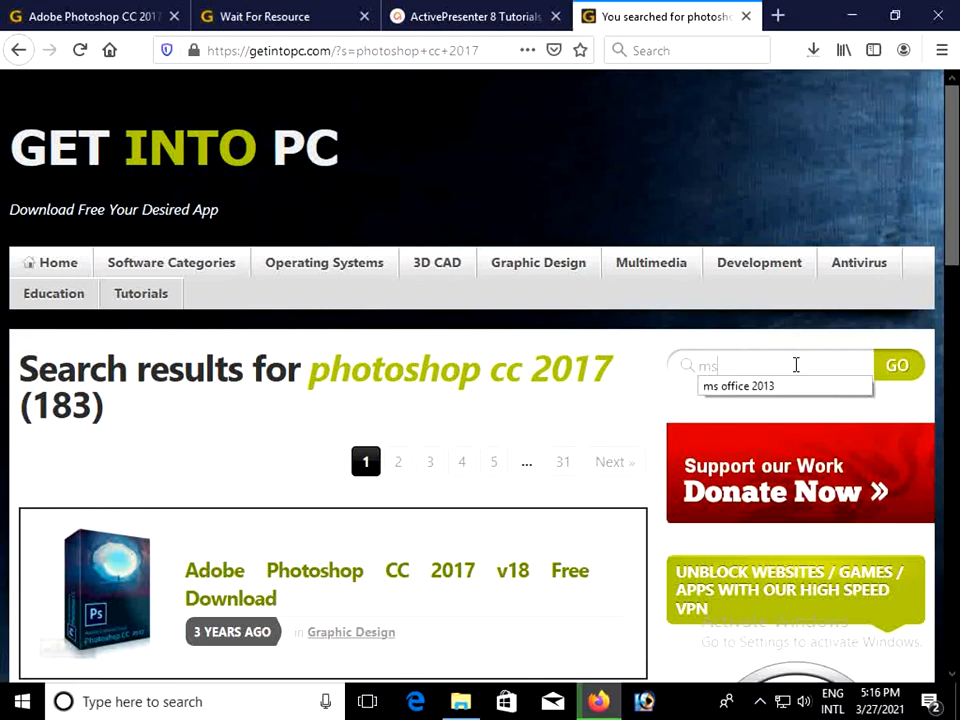 Adobe Photoshop CC 2017
Wait For Resource
ActivePresenter 8 Tutorials
You searched for photosh
https://getintopc.com/?s=photoshop+cc+2017
Search
GET INTO PC
Download Free Your Desired App
Home
Software Categories
Operating Systems
3D CAD
Graphic Design
Multimedia
Development
Antivirus
Education
Tutorials
Search results for photoshop cc 2017
(183)
ms
GO
ms office 2013
1 2 3 4 5 ... 31 Next »
Support our Work
Donate Now »
Adobe Photoshop CC 2017 v18 Free
Download
3 YEARS AGO
in Graphic Design
Ps
UNBLOCK WEBSITES / GAMES /
APPS WITH OUR HIGH SPEED
VPN
Activate Windows
Go to Settings to activate Windows.
Type here to search
ENG
INTL
5:16 PM
3/27/2021
2